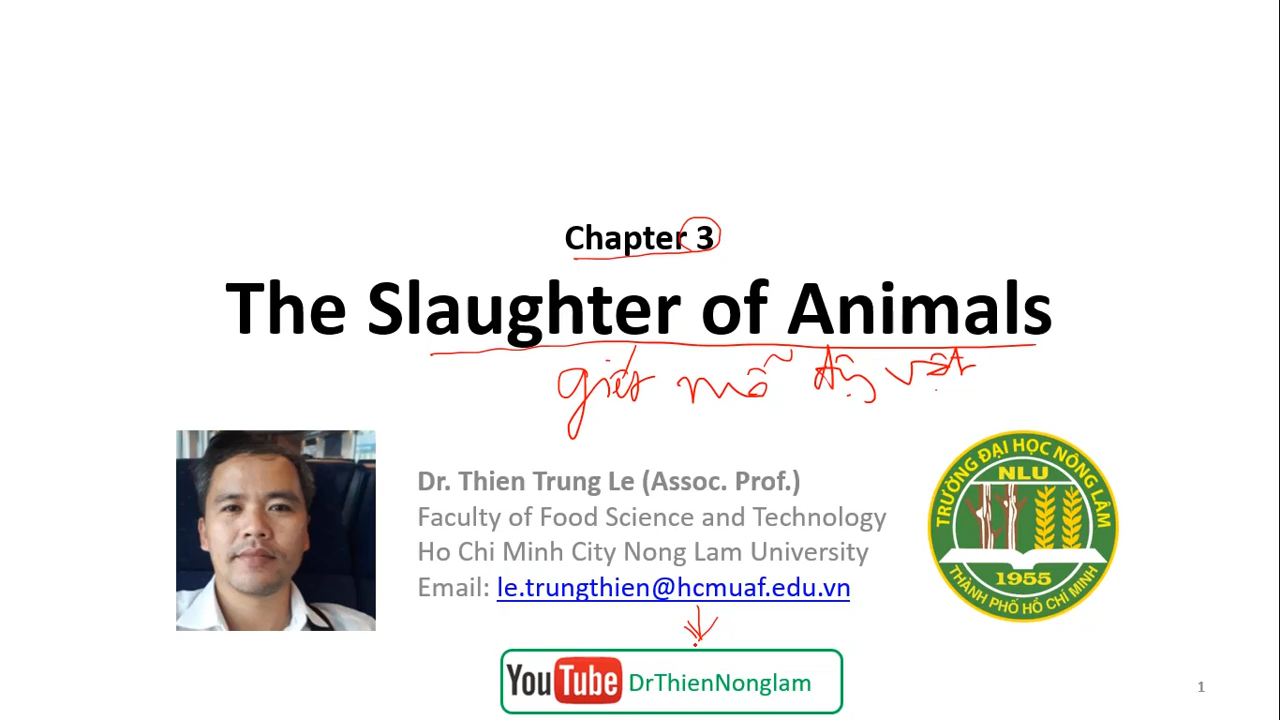 Chapter 3
The Slaughter of Animals
giết mổ động vật
Dr. Thien Trung Le (Assoc. Prof.)
Faculty of Food Science and Technology
Ho Chi Minh City Nong Lam University
Email: le.trungthien@hcmuaf.edu.vn
TRƯỜNG ĐẠI HỌC NÔNG LÂM
NLU
1955
THÀNH PHỐ HỒ CHÍ MINH
YouTube DrThienNonglam
1